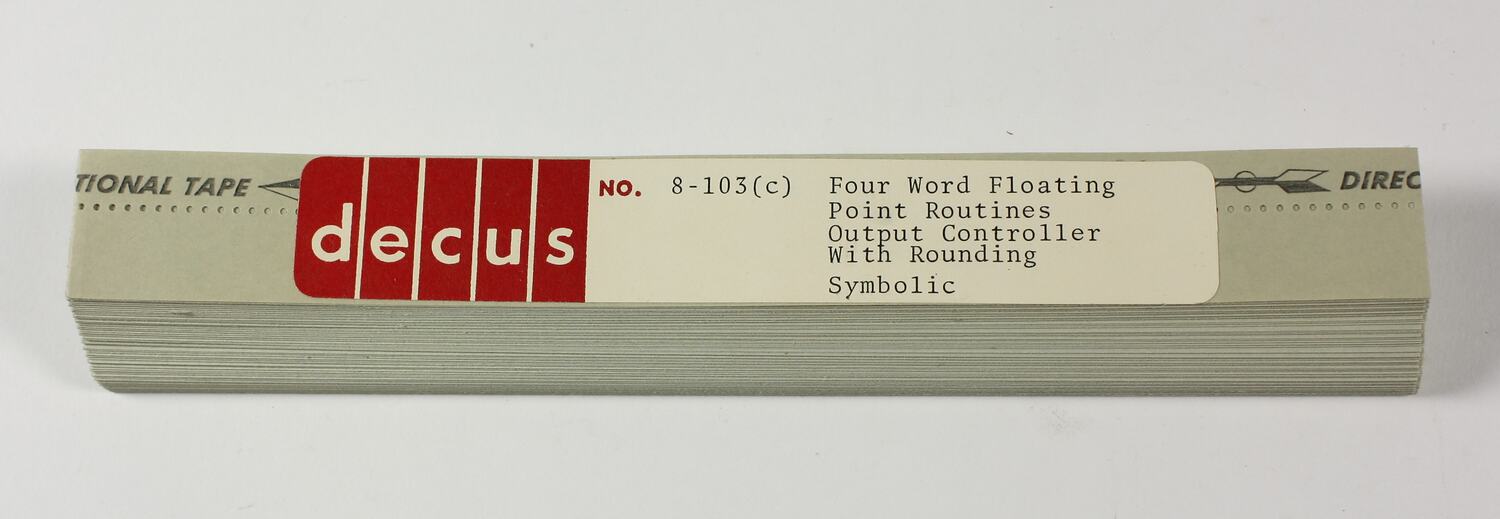 TIONAL TAPE
decus
NO. 8-103(c)
Four Word Floating
Point Routines
Output Controller
With Rounding
Symbolic
DIREC